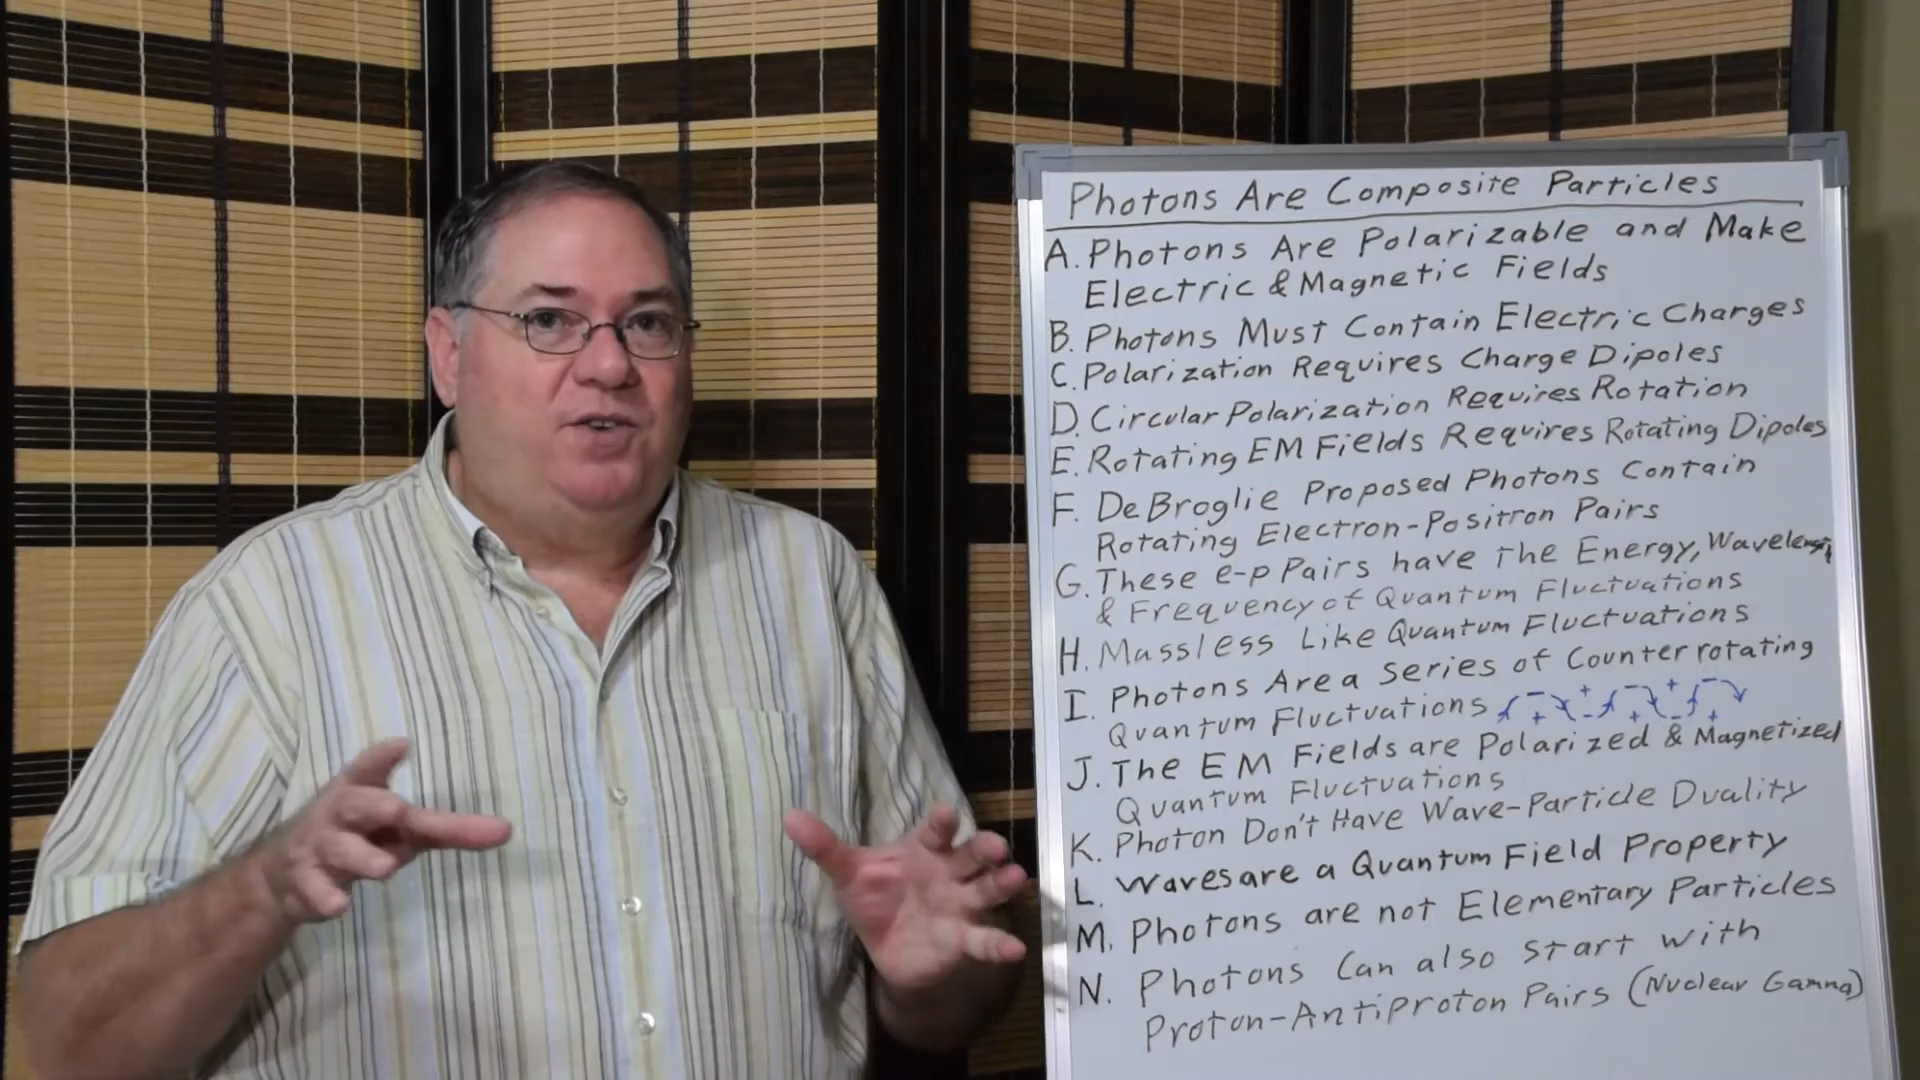 Photons Are Composite Particles
A. Photons Are Polarizable and Make
Electric & Magnetic Fields
B. Photons Must Contain Electric Charges
C. Polarization Requires Charge Dipoles
D. Circular Polarization Requires Rotation
E. Rotating EM Fields Requires Rotating Dipoles
F. DeBroglie Proposed Photons Contain
Rotating Electron-Positron Pairs
G. These e-p Pairs have the Energy,
& Frequency of Quantum Fluctuations
H. Massless Like Quantum Fluctuations
I. Photons Are a Series of Counterrotating
Quantum Fluctuations
J. The EM Fields are Polarized & Magnetized
Quantum Fluctuations
K. Photon Don't Have Wave-Particle Duality
L. Waves are a Quantum Field Property
M. Photons are not Elementary Particles
N. Photons Can also Start with
Proton-Antiproton Pairs (Nuclear Gamma)